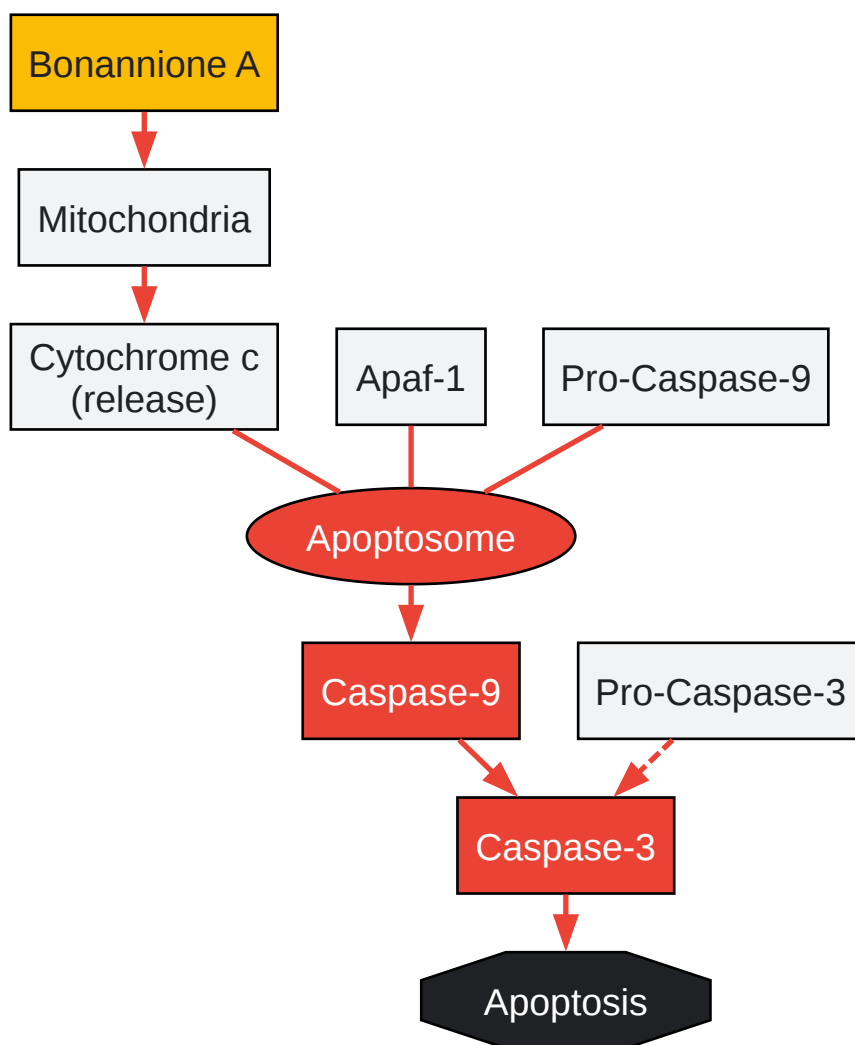 Bonannione A
Mitochondria
Cytochrome c
(release)
Apaf-1
Pro-Caspase-9
Apoptosome
Caspase-9
Pro-Caspase-3
Caspase-3
Apoptosis